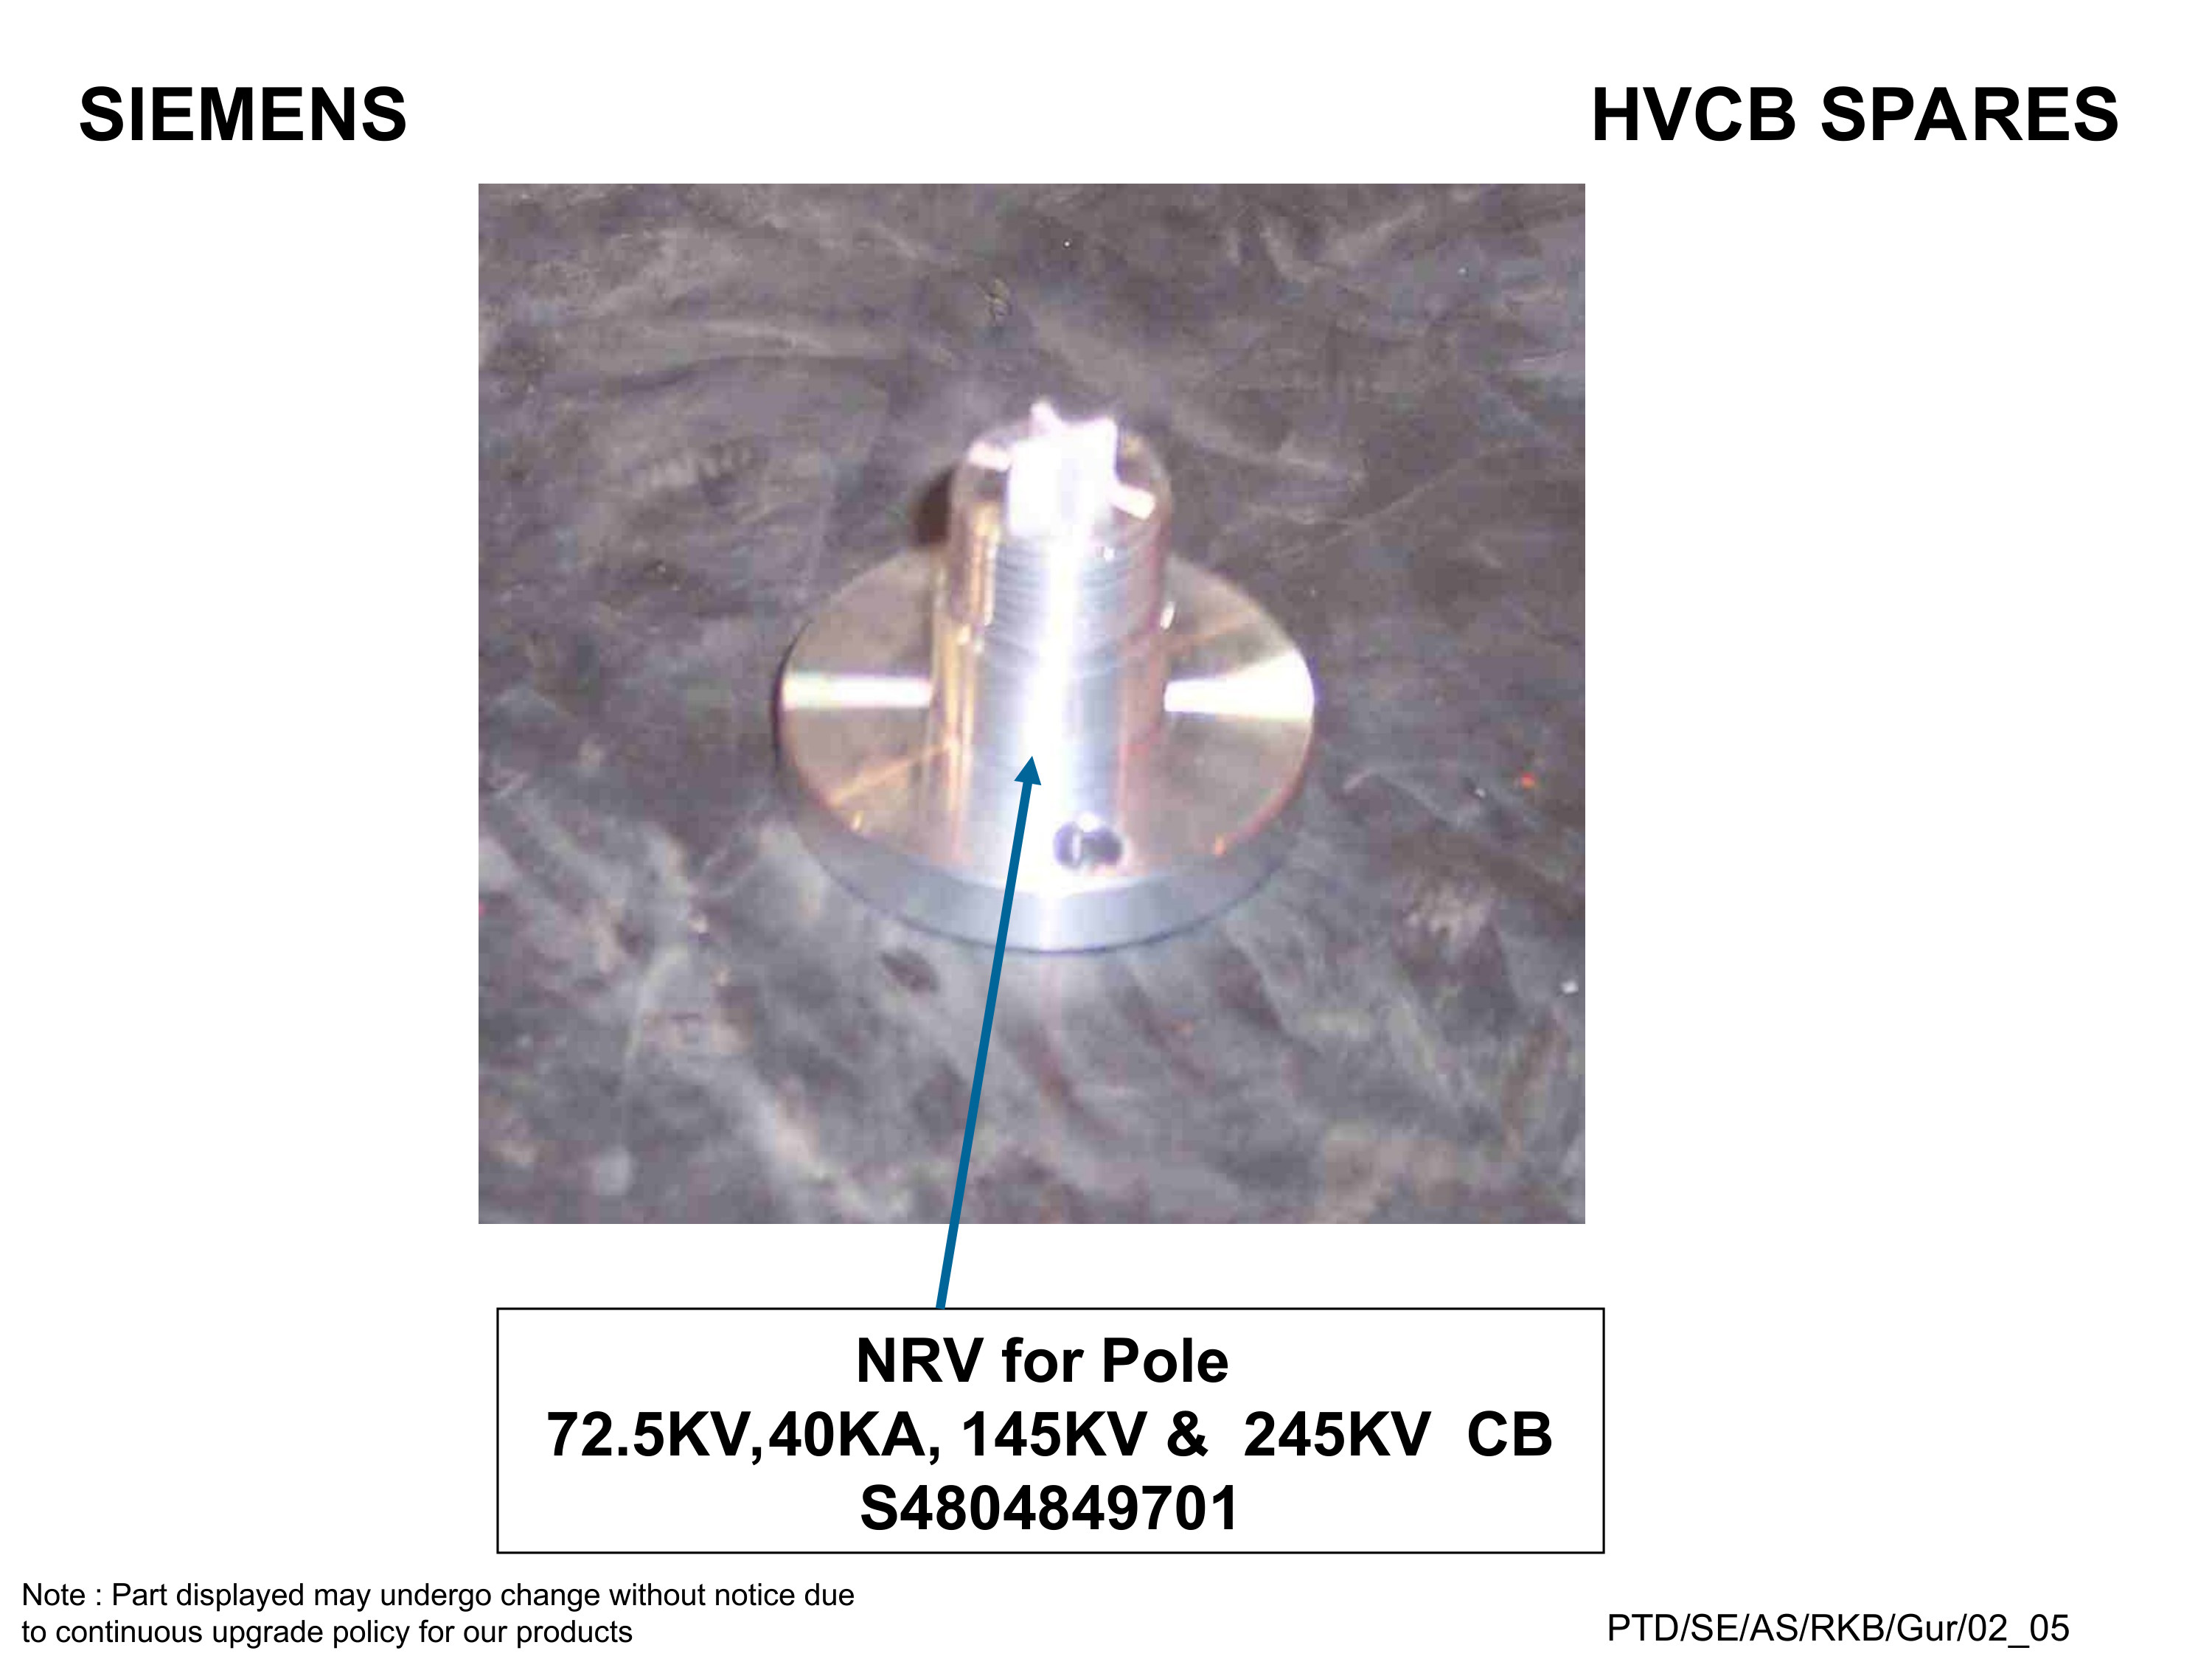 SIEMENS
HVCB SPARES
NRV for Pole
72.5KV,40KA, 145KV & 245KV CB
S4804849701
Note : Part displayed may undergo change without notice due
to continuous upgrade policy for our products
PTD/SE/AS/RKB/Gur/02_05